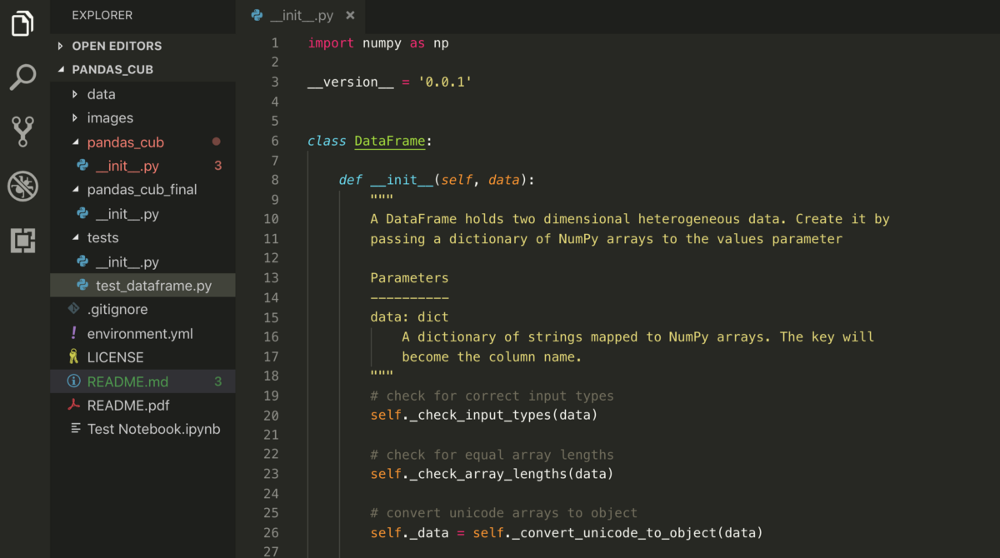 EXPLORER
OPEN EDITORS
PANDAS_CUB
data
images
pandas_cub
__init__.py 3
pandas_cub_final
__init__.py
tests
__init__.py
test_dataframe.py
.gitignore
! environment.yml
LICENSE
README.md 3
README.pdf
Test Notebook.ipynb
__init__.py ×
1 import numpy as np
2
3 __version__ = '0.0.1'
4
5
6 class DataFrame:
7
8 def __init__(self, data):
9 """
10 A DataFrame holds two dimensional heterogeneous data. Create it by
11 passing a dictionary of NumPy arrays to the values parameter
12
13 Parameters
14 ----------
15 data: dict
16 A dictionary of strings mapped to NumPy arrays. The key will
17 become the column name.
18 """
19 # check for correct input types
20 self._check_input_types(data)
21
22 # check for equal array lengths
23 self._check_array_lengths(data)
24
25 # convert unicode arrays to object
26 self._data = self._convert_unicode_to_object(data)
27